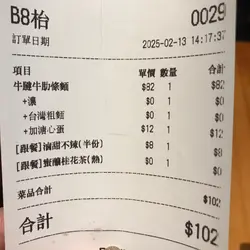 B8枱 0029
訂單日期 2025-02-13 14:17:37
項目 單價 數量 合計
牛腱牛肋條麵 $82 1 $82
+濃 $0 1 $0
+台灣粗麵 $0 1 $0
+加滷心蛋 $12 1 $12
[跟餐]滷甜不辣(半份) $8 1 $8
[跟餐]蜜釀桂花茶(熱) $0 1 $0
菜品合計 $102
合計 $102